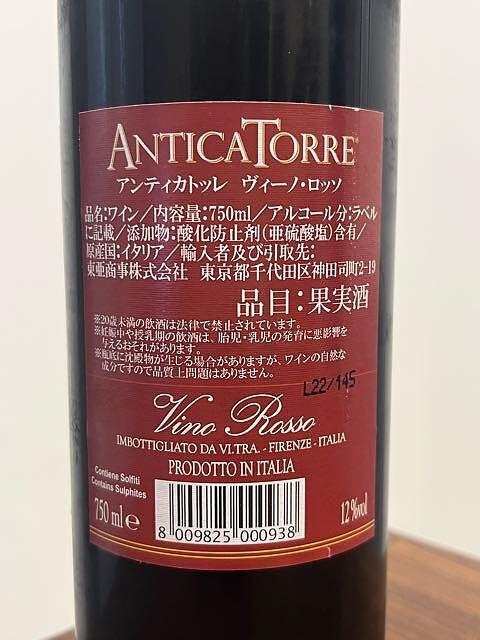 ANTICATORRE
アンティカトッレ ヴィーノ・ロッソ
品名:ワイン/内容量:750ml/アルコール分:ラベル
に記載/添加物:酸化防止剤(亜硫酸塩)含有/
原産国:イタリア/輸入者及び引取先:
東亜商事株式会社 東京都千代田区神田司町2-19
品目:果実酒
※20歳未満の飲酒は法律で禁止されています。
※妊娠中や授乳期の飲酒は、胎児・乳児の発育に悪影響を
与えるおそれがあります。
※瓶底に沈殿物が生じる場合がありますが、ワインの自然な
成分ですので品質上問題はありません。
L22/145
Vino Rosso
IMBOTTIGLIATO DA VI.TRA. - FIRENZE - ITALIA
PRODOTTO IN ITALIA
Contiene Solfiti
Contains Sulphites
750 ml e
12%vol
8 009825 000938